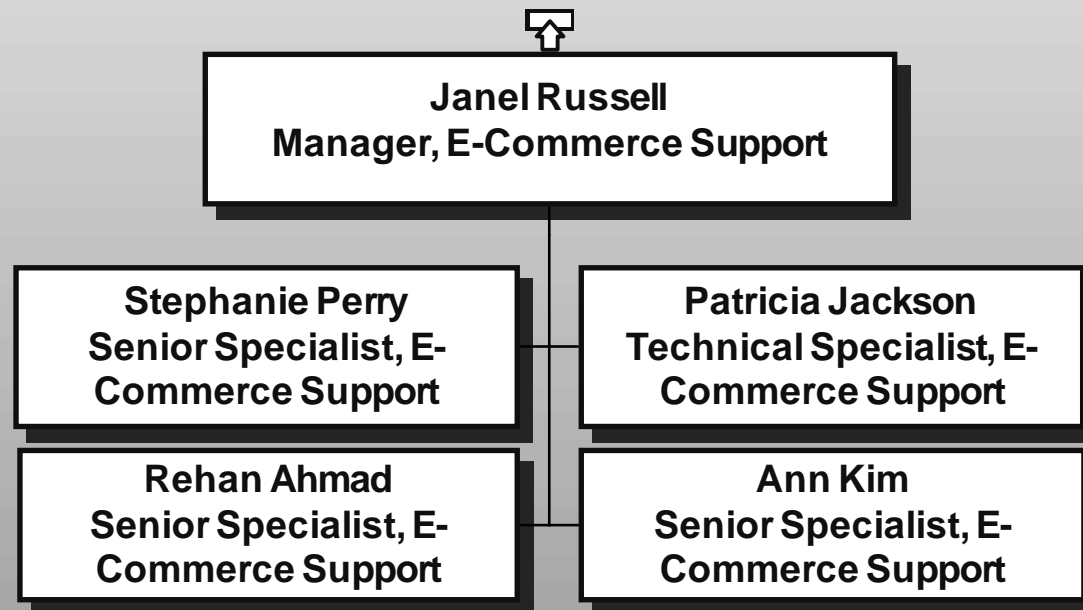 Janel Russell
Manager, E-Commerce Support
Stephanie Perry
Senior Specialist, E-
Commerce Support
Patricia Jackson
Technical Specialist, E-
Commerce Support
Rehan Ahmad
Senior Specialist, E-
Commerce Support
Ann Kim
Senior Specialist, E-
Commerce Support